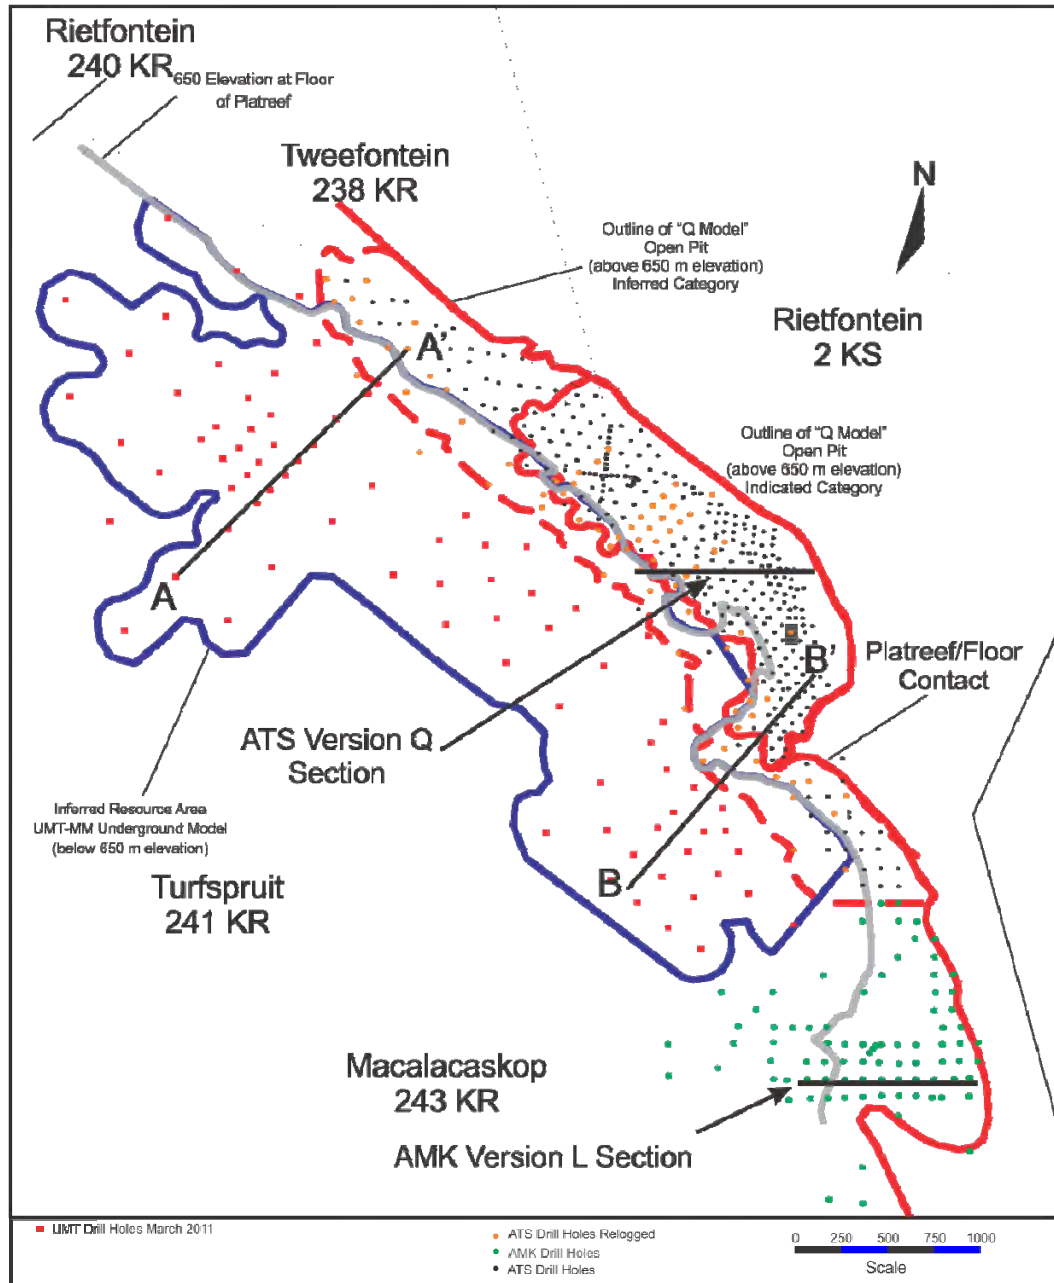 Rietfontein
240 KR
650 Elevation at Floor
of Platreef
Tweefontein
238 KR
N
Outline of "Q Model"
Open Pit
(above 650 m elevation)
Inferred Category
Rietfontein
2 KS
A'
Outline of "Q Model"
Open Pit
(above 650 m elevation)
Indicated Category
A
B'
Platreef/Floor
Contact
ATS Version Q
Section
Inferred Resource Area
UMT-MM Underground Model
(below 650 m elevation)
B
Turfspruit
241 KR
Macalacaskop
243 KR
AMK Version L Section
UMT Drill Holes March 2011
ATS Drill Holes Relogged
AMK Drill Holes
ATS Drill Holes
0 250 500 750 1000
Scale